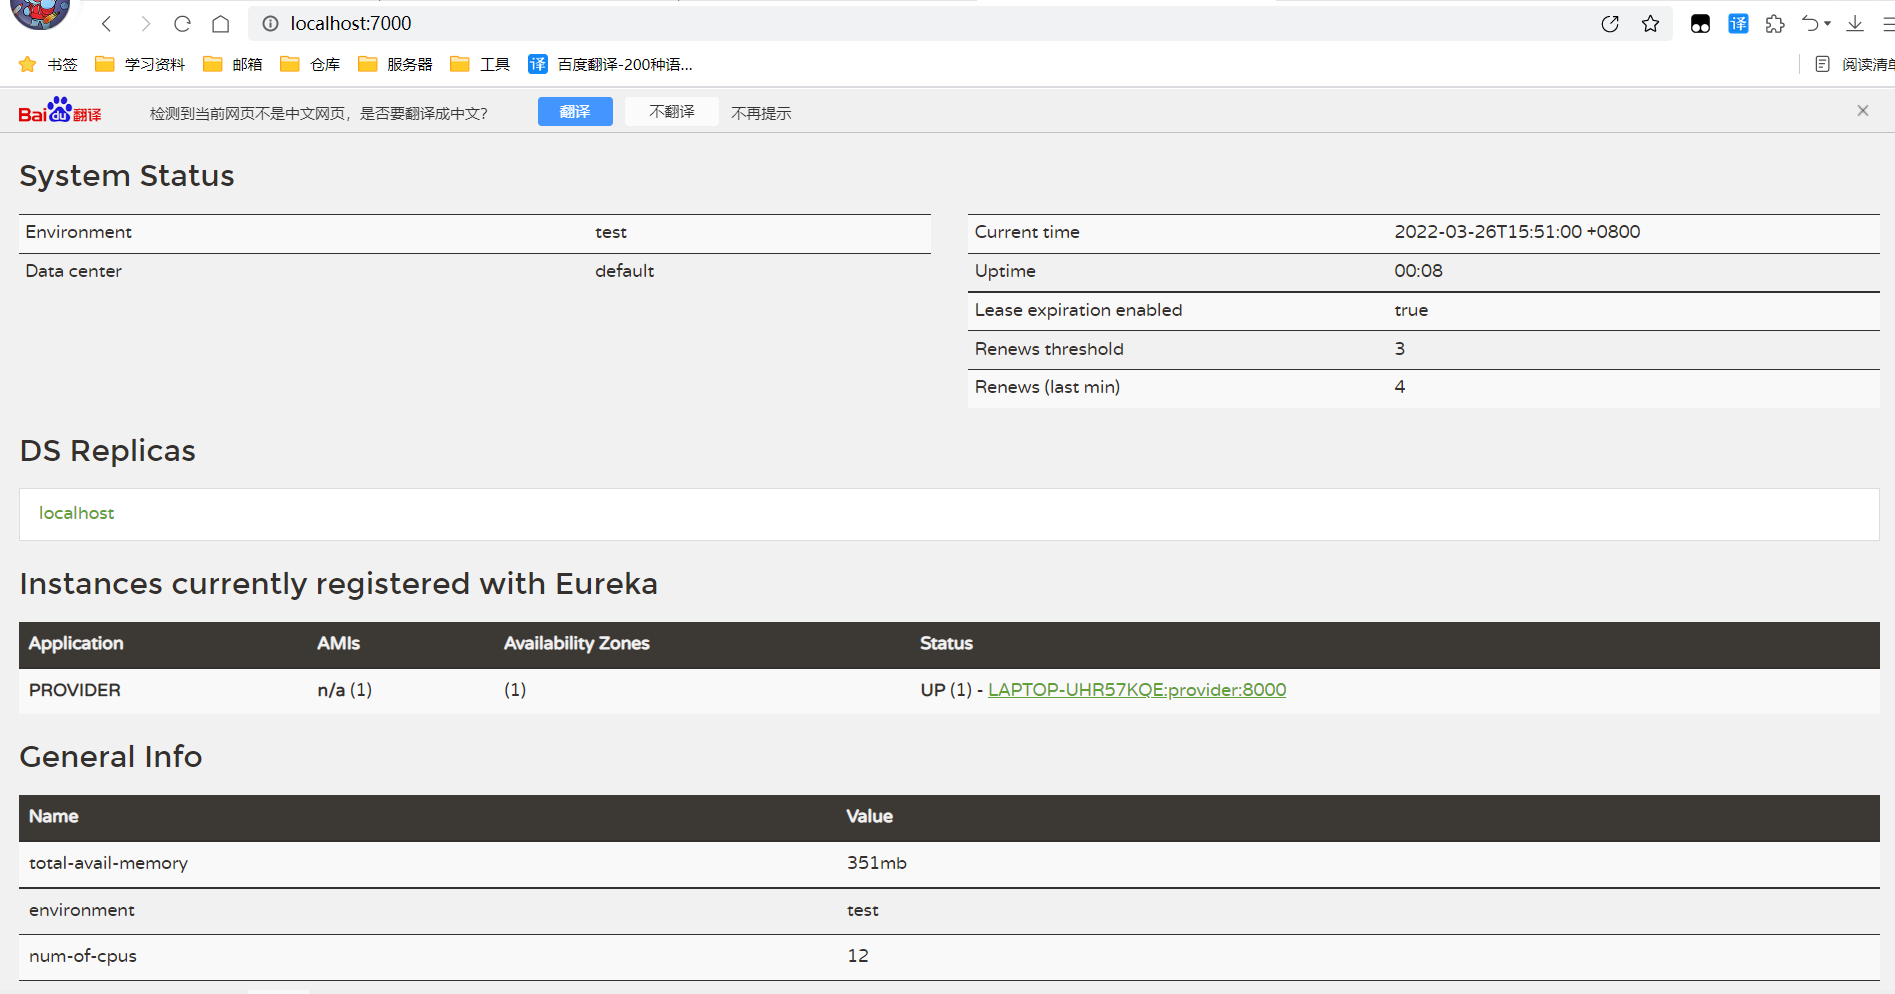 localhost:7000
书签 学习资料 邮箱 仓库 服务器 工具 译 百度翻译-200种语... 阅读清单
Bai du 翻译 检测到当前网页不是中文网页，是否要翻译成中文？ 翻译 不翻译 不再提示
System Status
Environment test
Data center default
Current time 2022-03-26T15:51:00 +0800
Uptime 00:08
Lease expiration enabled true
Renews threshold 3
Renews (last min) 4
DS Replicas
localhost
Instances currently registered with Eureka
Application AMIs Availability Zones Status
PROVIDER n/a (1) (1) UP (1) - LAPTOP-UHR57KQE:provider:8000
General Info
Name Value
total-avail-memory 351mb
environment test
num-of-cpus 12